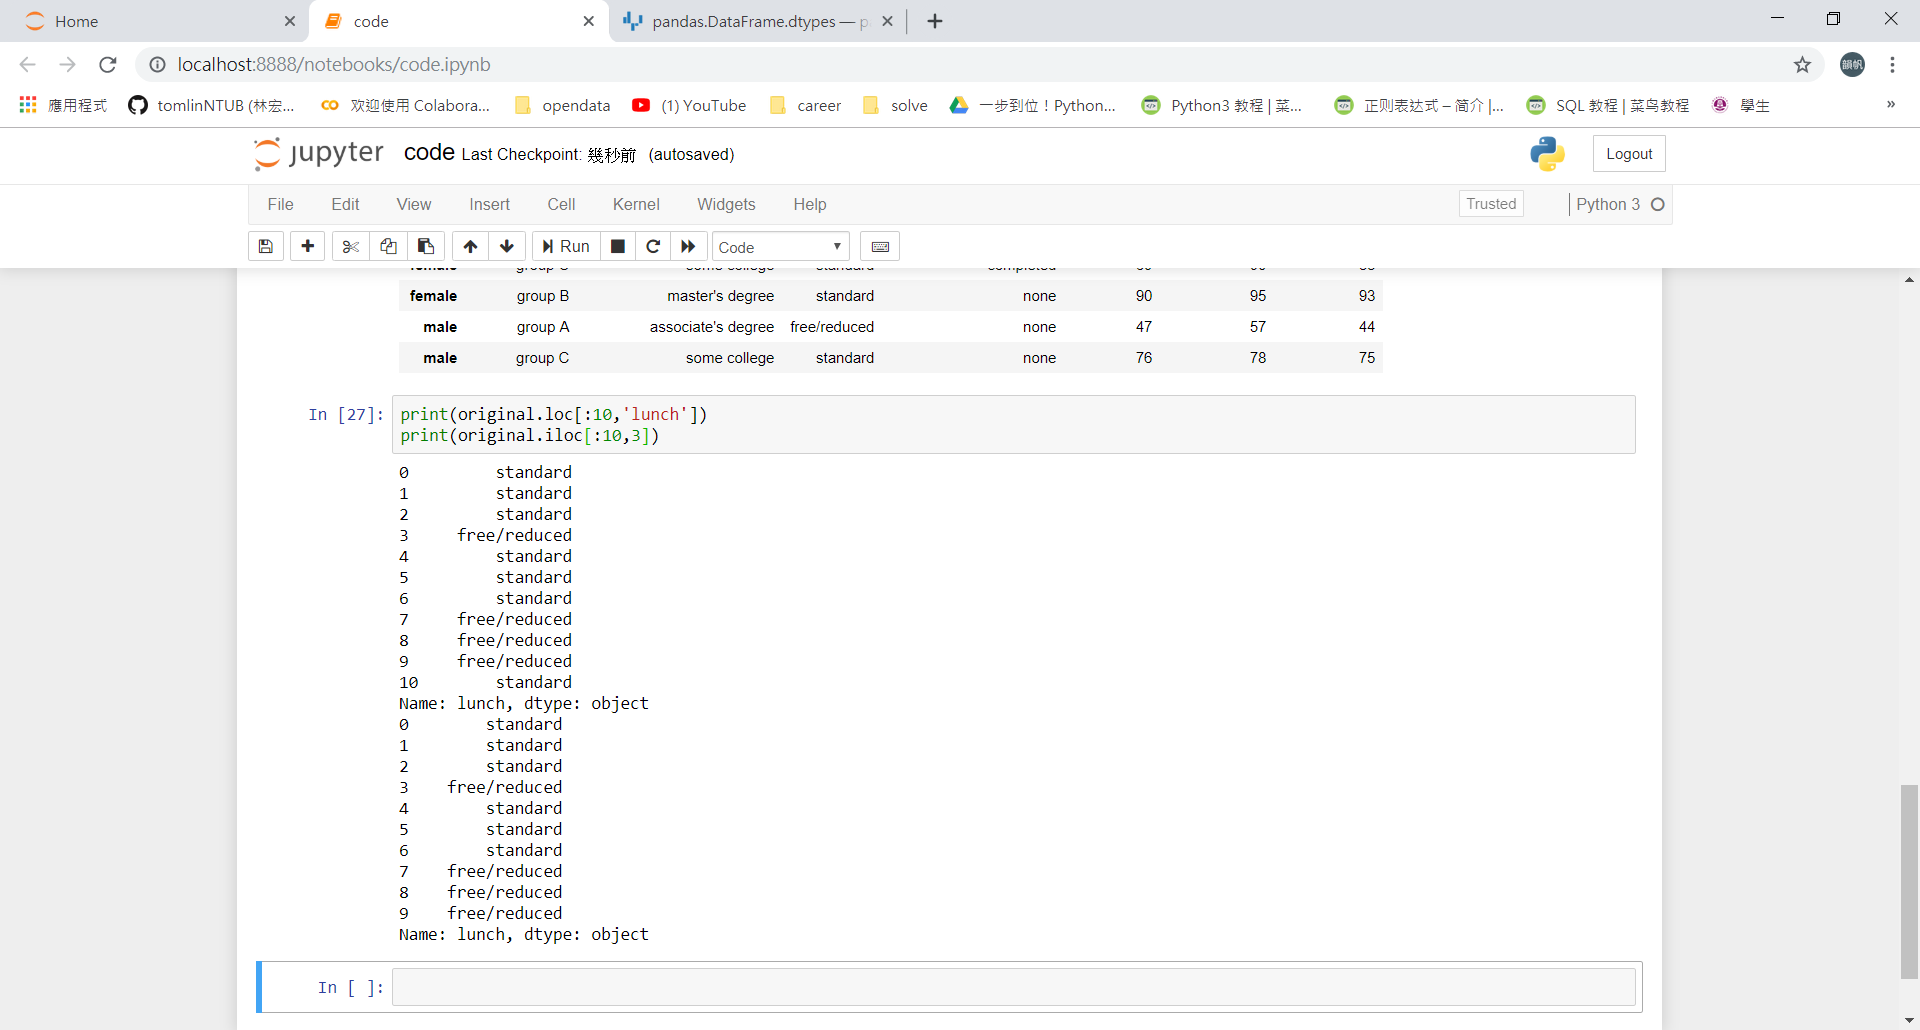 Home
code
pandas.DataFrame.dtypes — p
localhost:8888/notebooks/code.ipynb
韻帆
應用程式
tomlinNTUB (林宏...
欢迎使用 Colabora...
opendata
(1) YouTube
career
solve
一步到位！Python...
Python3 教程 | 菜...
正则表达式 – 简介 |...
SQL 教程 | 菜鸟教程
學生
»
jupyter code Last Checkpoint: 幾秒前 (autosaved)
Logout
File Edit View Insert Cell Kernel Widgets Help
Trusted
Python 3
Run
Code
female group B master's degree standard none 90 95 93
male group A associate's degree free/reduced none 47 57 44
male group C some college standard none 76 78 75
In [27]:
print(original.loc[:10,'lunch'])
print(original.iloc[:10,3])
0 standard
1 standard
2 standard
3 free/reduced
4 standard
5 standard
6 standard
7 free/reduced
8 free/reduced
9 free/reduced
10 standard
Name: lunch, dtype: object
0 standard
1 standard
2 standard
3 free/reduced
4 standard
5 standard
6 standard
7 free/reduced
8 free/reduced
9 free/reduced
Name: lunch, dtype: object
In [ ]: